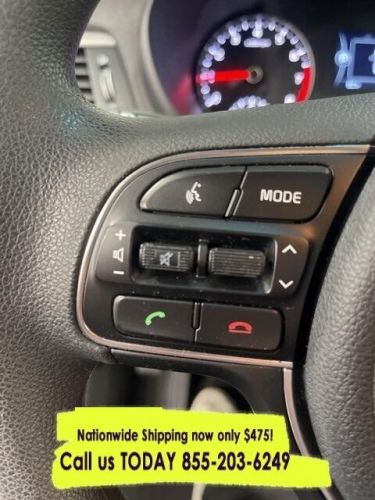 MODE
+
-
Nationwide Shipping now only $475!
Call us TODAY 855-203-6249